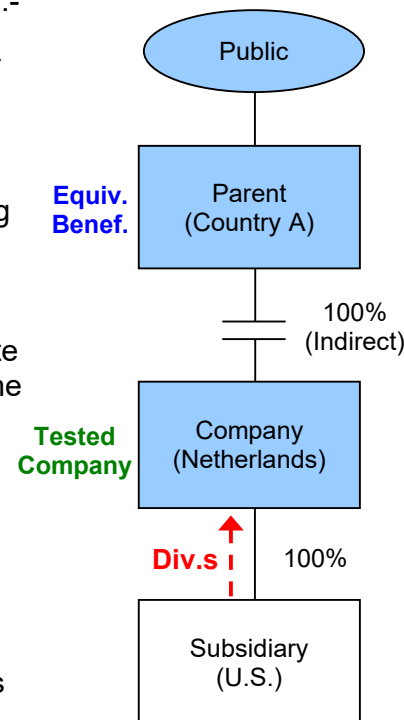 Public
Equiv.
Benef.
Parent
(Country A)
100%
(Indirect)
Tested
Company
Company
(Netherlands)
Div.s
100%
Subsidiary
(U.S.)